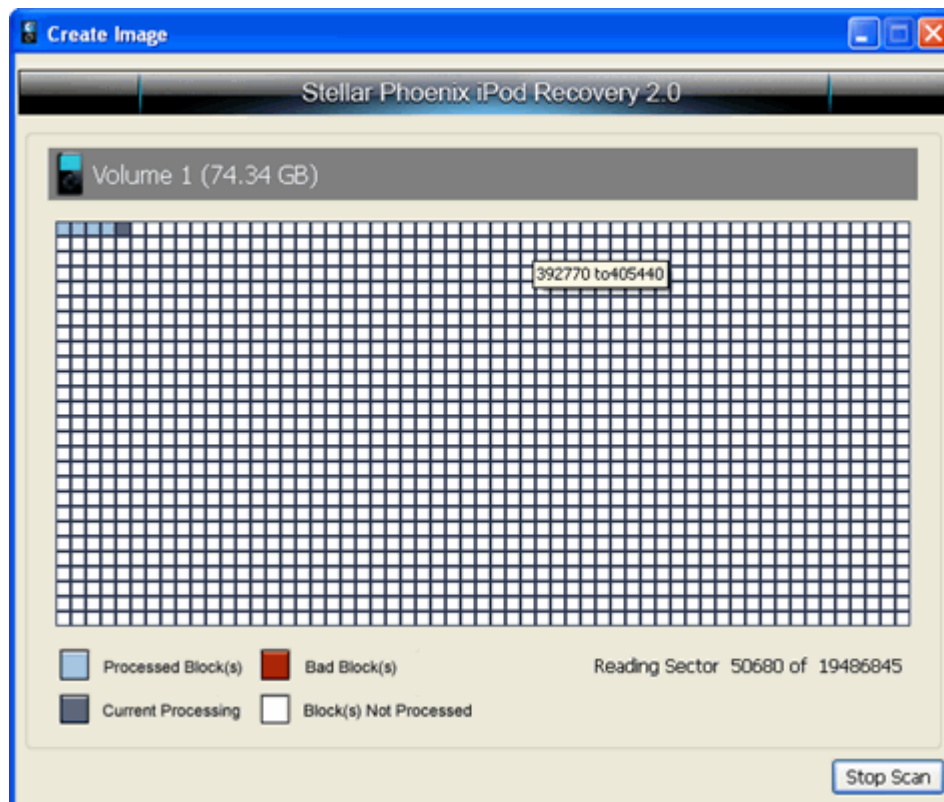 Create Image
Stellar Phoenix iPod Recovery 2.0
Volume 1 (74.34 GB)
392770 to405440
Processed Block(s)
Bad Block(s)
Reading Sector 50680 of 19486845
Current Processing
Block(s) Not Processed
Stop Scan